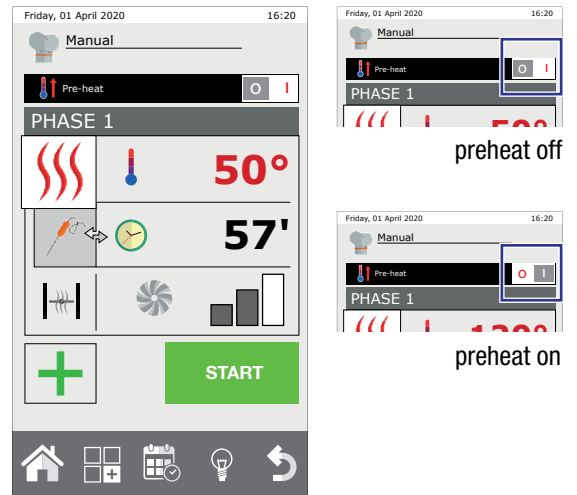 Friday, 01 April 2020 16:20
Manual
Pre-heat O I
PHASE 1
50°
57'
START
Friday, 01 April 2020 16:20
Manual
Pre-heat O I
PHASE 1
50°
preheat off
Friday, 01 April 2020 16:20
Manual
Pre-heat O I
PHASE 1
120°
preheat on